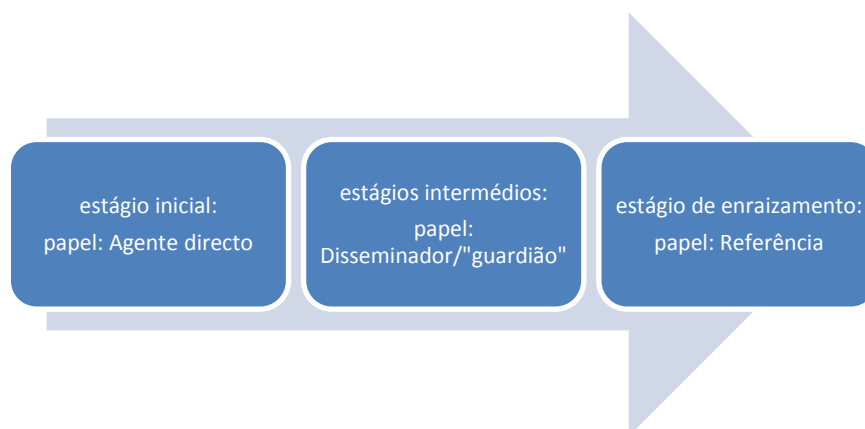 estágio inicial:
papel: Agente directo
estágios intermédios:
papel:
Disseminador/"guardião"
estágio de enraizamento:
papel: Referência